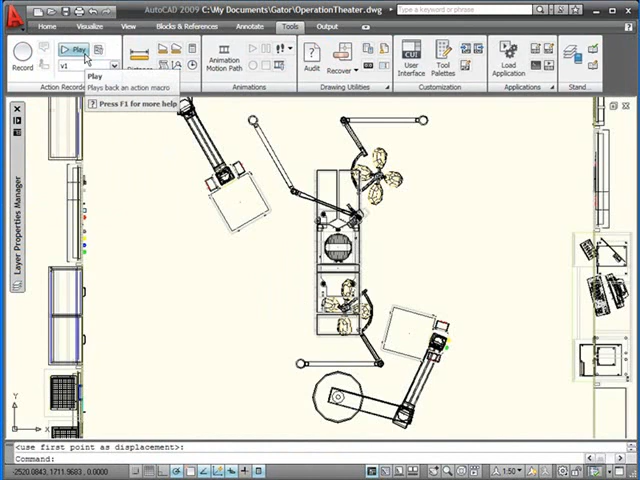 AutoCAD 2009 C:\My Documents\Gator\OperationTheater.dwg
Type a keyword or phrase
Home Visualize Blocks & References Annotate Tools Output
Record
Play
v1
Distance
Animation
Motion Path
Audit
Recover
User
Interface
Tool
Palettes
Load
Application
Stand...
Action Recorder
Animations
Drawing Utilities
Customization
Applications
Play
Plays back an action macro
Press F1 for more help
Layer Properties Manager
Y
X
<use first point as displacement>:
Command:
-2520.0843, 1711.9683, 0.0000
1:50